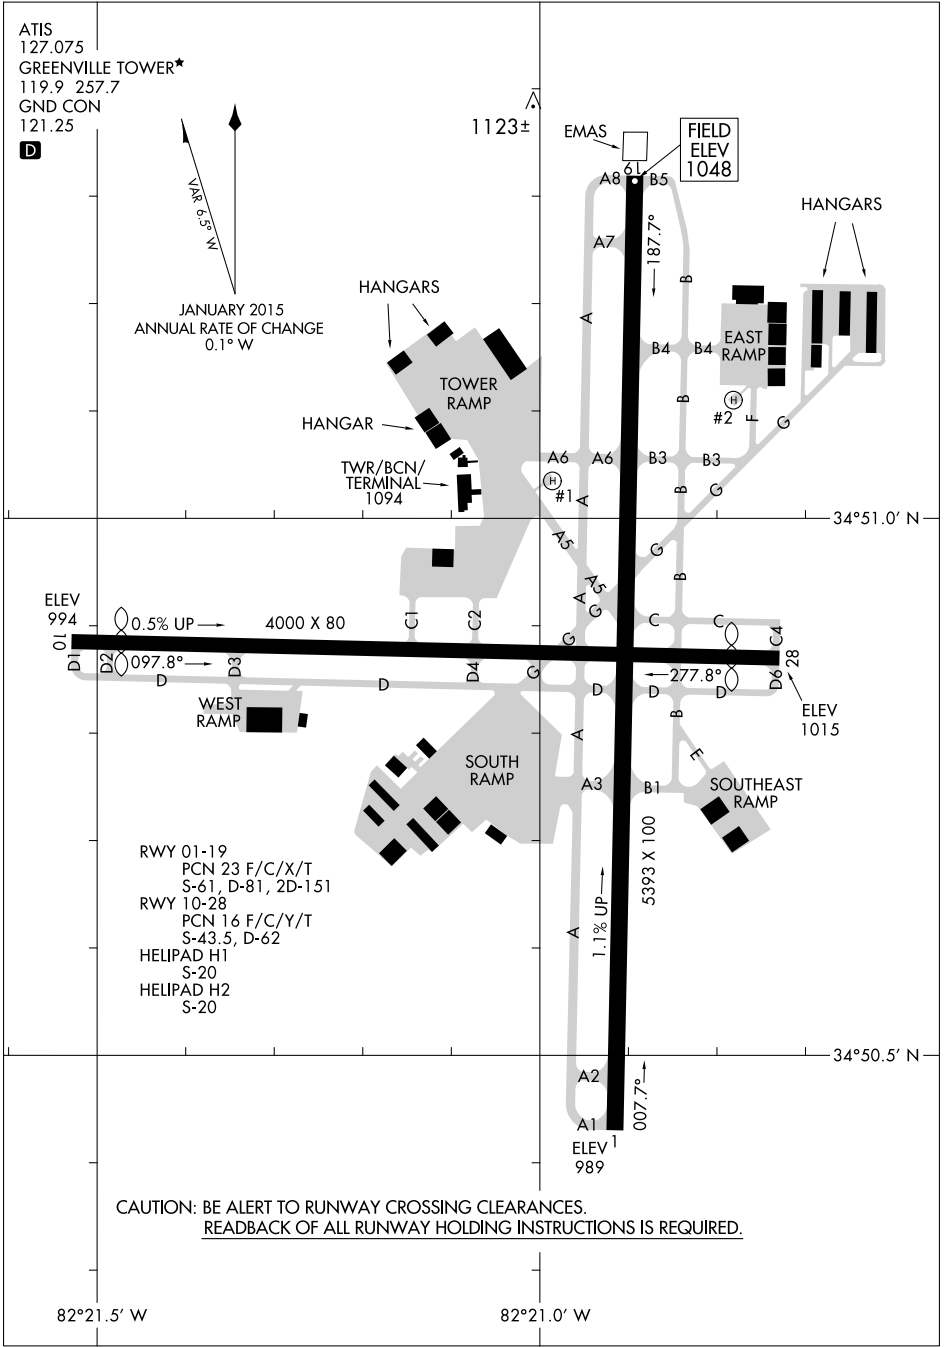 ATIS
127.075
GREENVILLE TOWER★
119.9 257.7
GND CON
121.25
D
VAR 6.5° W
JANUARY 2015
ANNUAL RATE OF CHANGE
0.1° W
1123±
EMAS
FIELD
ELEV
1048
A8
19
B5
A7
187.7°
HANGARS
HANGARS
B
A
B4
B4
EAST
RAMP
TOWER
RAMP
B
H
#2
F
G
HANGAR
A6
A6
B3
B3
TWR/BCN/
TERMINAL
1094
H
#1
A
B
G
34°51.0' N
A5
G
A5
B
A
G
ELEV
994
10
0.5% UP
4000 X 80
C1
C2
G
C
C
C4
D1
D2
097.8°
D3
D4
G
277.8°
D6
28
D
D
D
D
D
ELEV
1015
WEST
RAMP
B
A
E
SOUTH
RAMP
A3
B1
SOUTHEAST
RAMP
RWY 01-19
PCN 23 F/C/X/T
S-61, D-81, 2D-151
RWY 10-28
PCN 16 F/C/Y/T
S-43.5, D-62
HELIPAD H1
S-20
HELIPAD H2
S-20
5393 X 100
1.1% UP
A
34°50.5' N
A2
007.7°
A1
1
ELEV
989
CAUTION: BE ALERT TO RUNWAY CROSSING CLEARANCES.
READBACK OF ALL RUNWAY HOLDING INSTRUCTIONS IS REQUIRED.
82°21.5' W
82°21.0' W